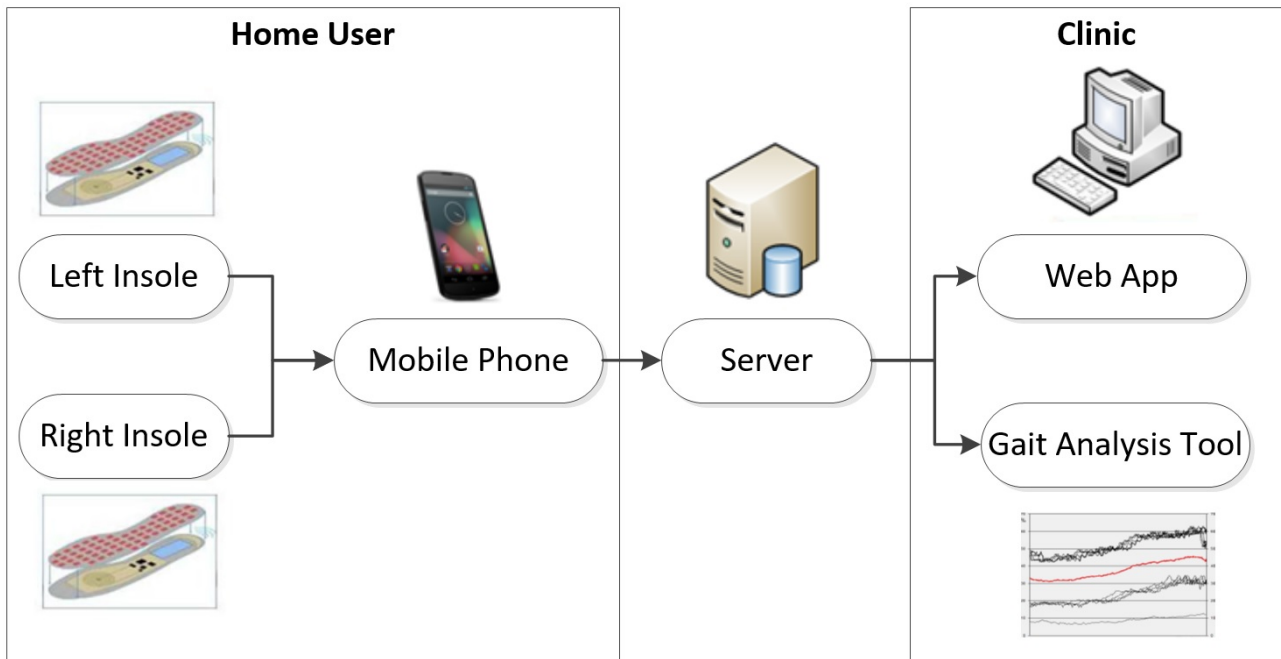 Home User
Clinic
Left Insole
Web App
Mobile Phone
Server
Right Insole
Gait Analysis Tool